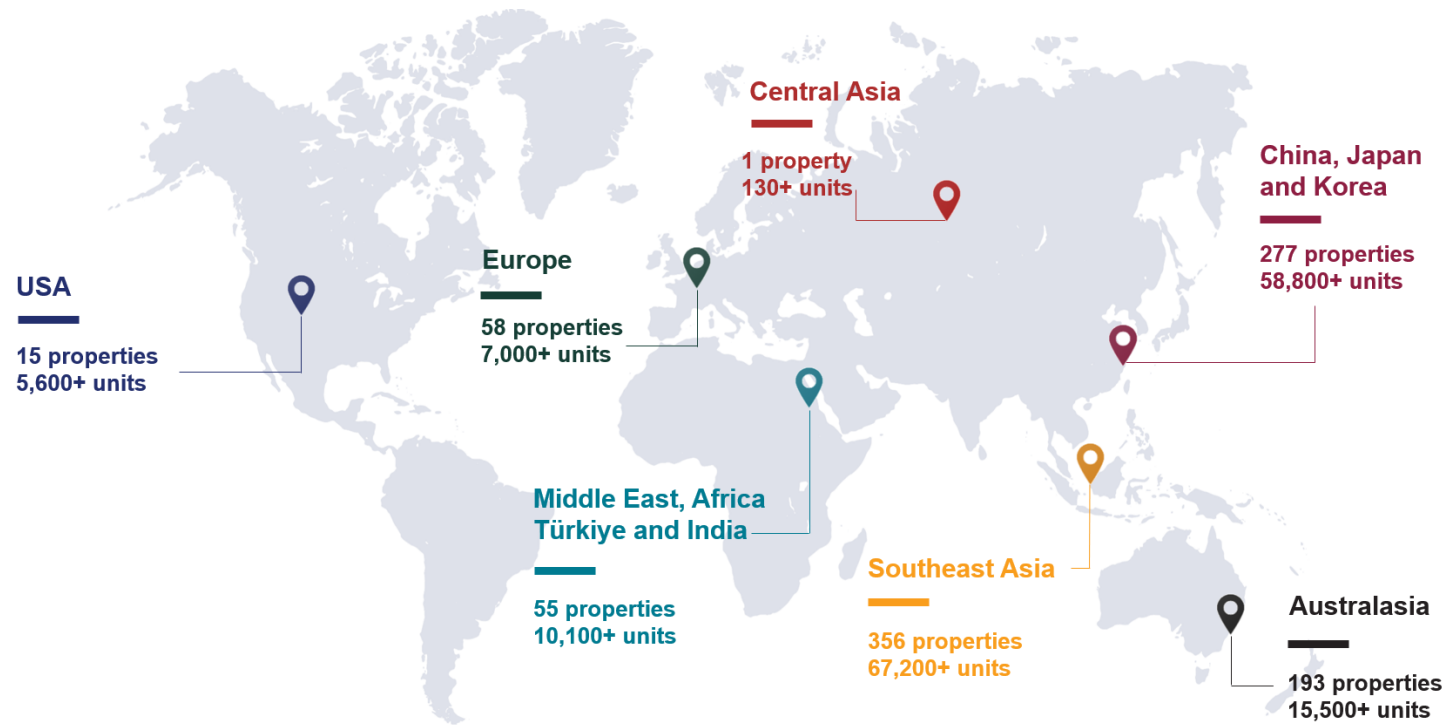 Central Asia
1 property
130+ units
China, Japan
and Korea
277 properties
58,800+ units
Europe
58 properties
7,000+ units
USA
15 properties
5,600+ units
Middle East, Africa
Türkiye and India
55 properties
10,100+ units
Southeast Asia
356 properties
67,200+ units
Australasia
193 properties
15,500+ units